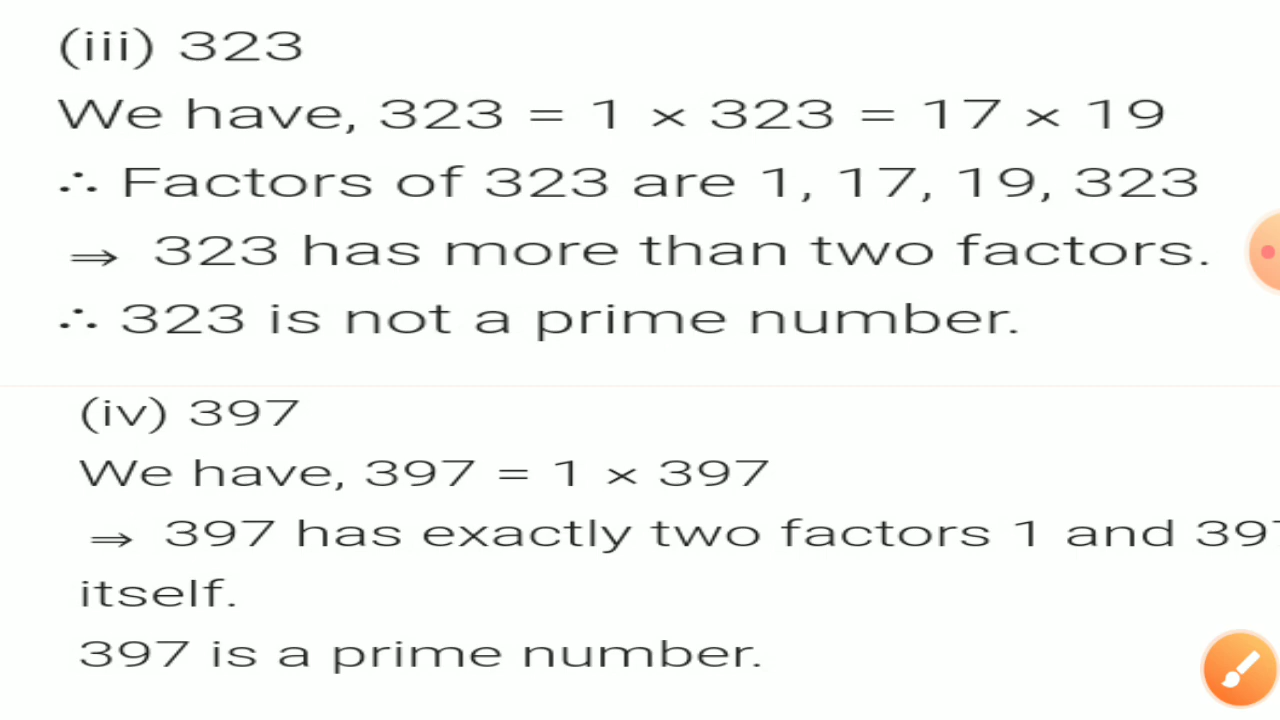 (iii) 323
We have, 323 = 1 × 323 = 17 × 19
∴ Factors of 323 are 1, 17, 19, 323
⇒ 323 has more than two factors.
∴ 323 is not a prime number.
(iv) 397
We have, 397 = 1 × 397
⇒ 397 has exactly two factors 1 and 397
itself.
397 is a prime number.